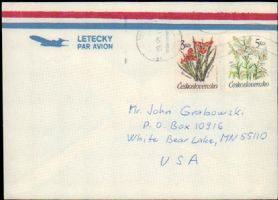 LETECKY
PAR AVION
3 Kčs
Československo
5 Kčs
Československo
Mr. John Grabowski
P. O. Box 10916
White Bear Lake, MN 55110
USA